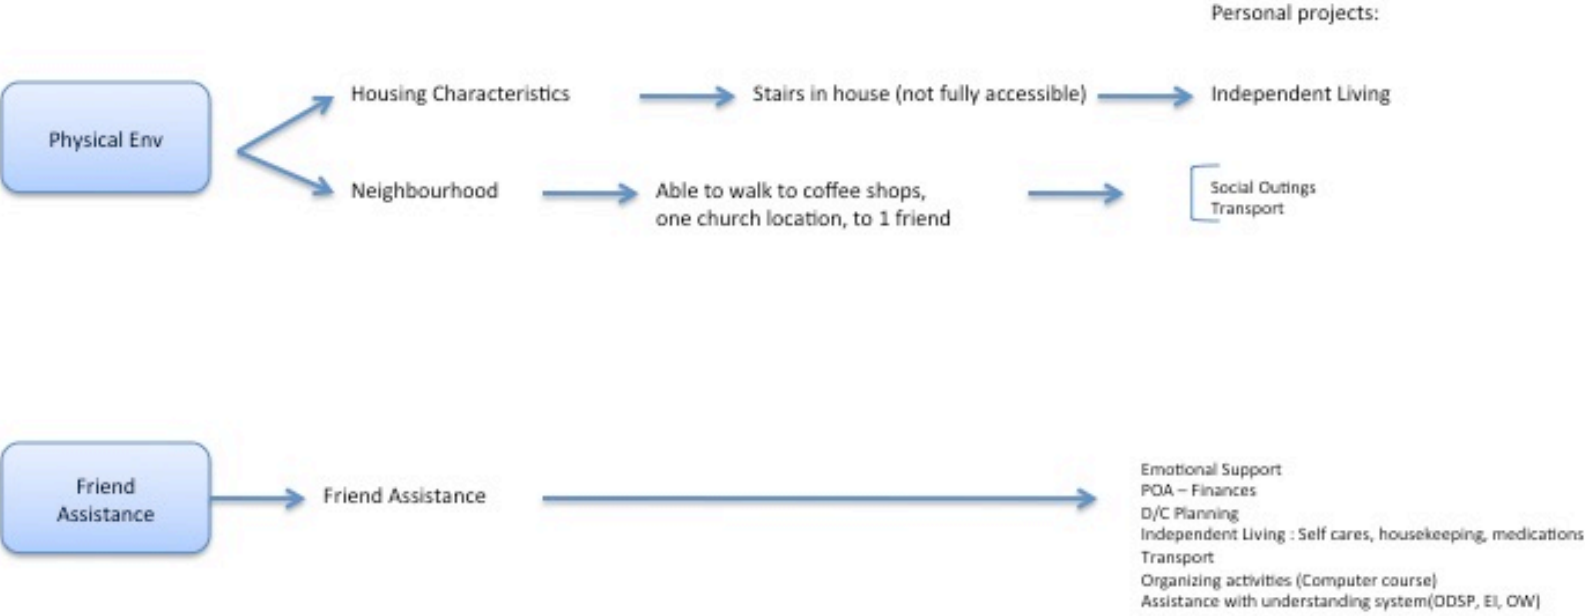 Personal projects:
Physical Env
Housing Characteristics
Stairs in house (not fully accessible)
Independent Living
Neighbourhood
Able to walk to coffee shops,
one church location, to 1 friend
Social Outings
Transport
Friend
Assistance
Friend Assistance
Emotional Support
POA – Finances
D/C Planning
Independent Living : Self cares, housekeeping, medications
Transport
Organizing activities (Computer course)
Assistance with understanding system(ODSP, EI, OW)